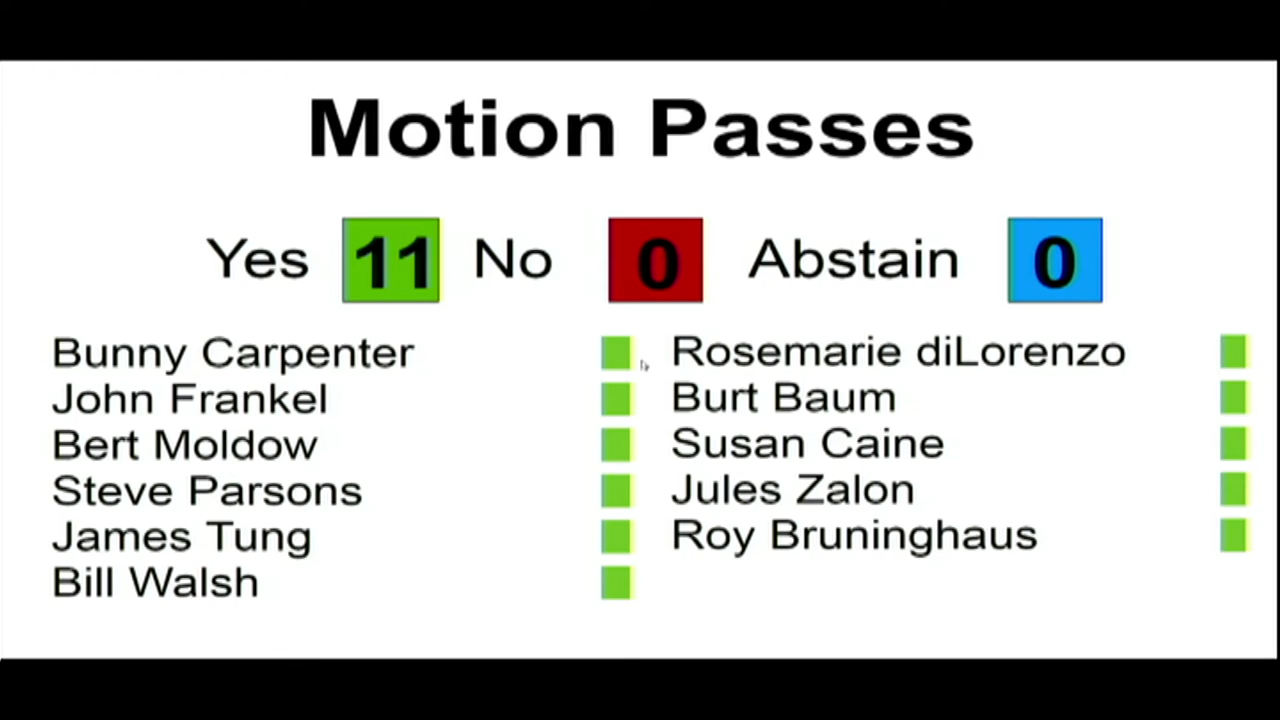 Motion Passes
Yes 11 No 0 Abstain 0
Bunny Carpenter
John Frankel
Bert Moldow
Steve Parsons
James Tung
Bill Walsh
Rosemarie diLorenzo
Burt Baum
Susan Caine
Jules Zalon
Roy Bruninghaus